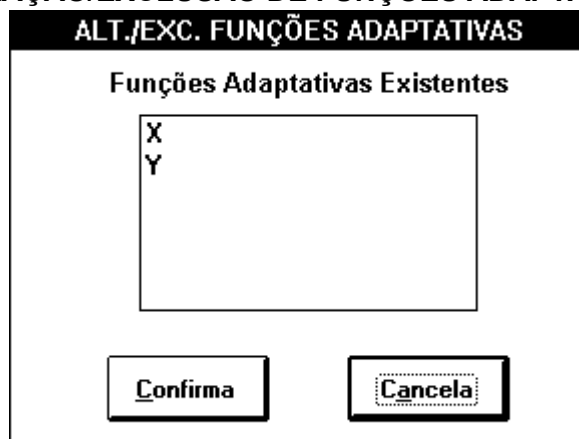 ALT./EXC. FUNÇÕES ADAPTATIVAS
Funções Adaptativas Existentes
X
Y
Confirma
Cancela